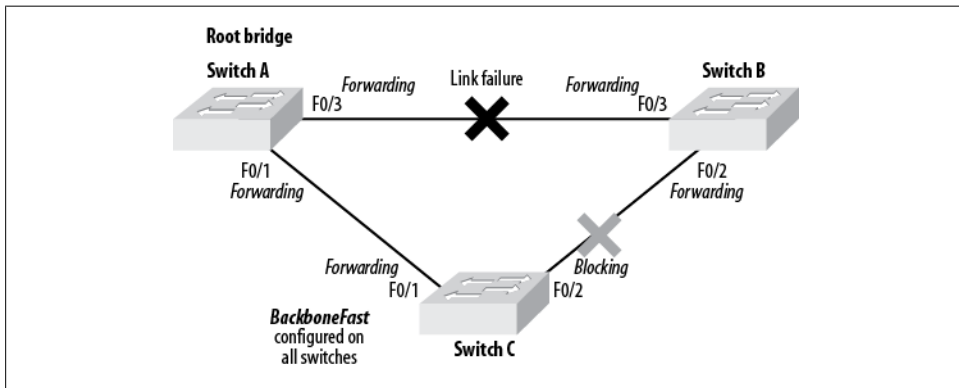 Root bridge
Switch A
Forwarding
F0/3
Link failure
Forwarding
F0/3
Switch B
F0/1
Forwarding
F0/2
Forwarding
Forwarding
F0/1
Blocking
F0/2
BackboneFast
configured on
all switches
Switch C